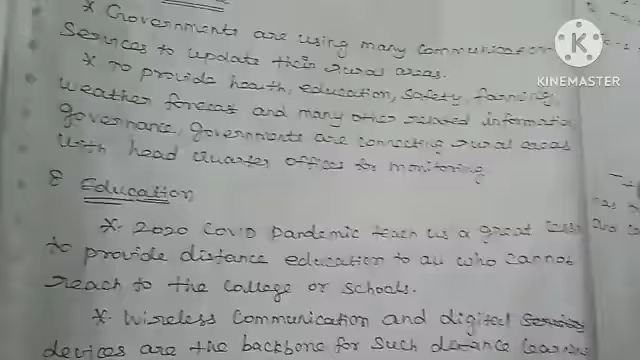 * Governments are using many communication
services to update their rural areas.
* To provide health, education, safety, farming,
weather forecast and many other related information
governance, governments are connecting rural areas
with head quarter offices for monitoring
KINEMASTER
8 Education
* 2020 Covid Pandemic teach us a great
to provide distance education to all who cannot
reach to the college or schools.
* Wireless Communication and digital
devices are the backbone for such distance learning